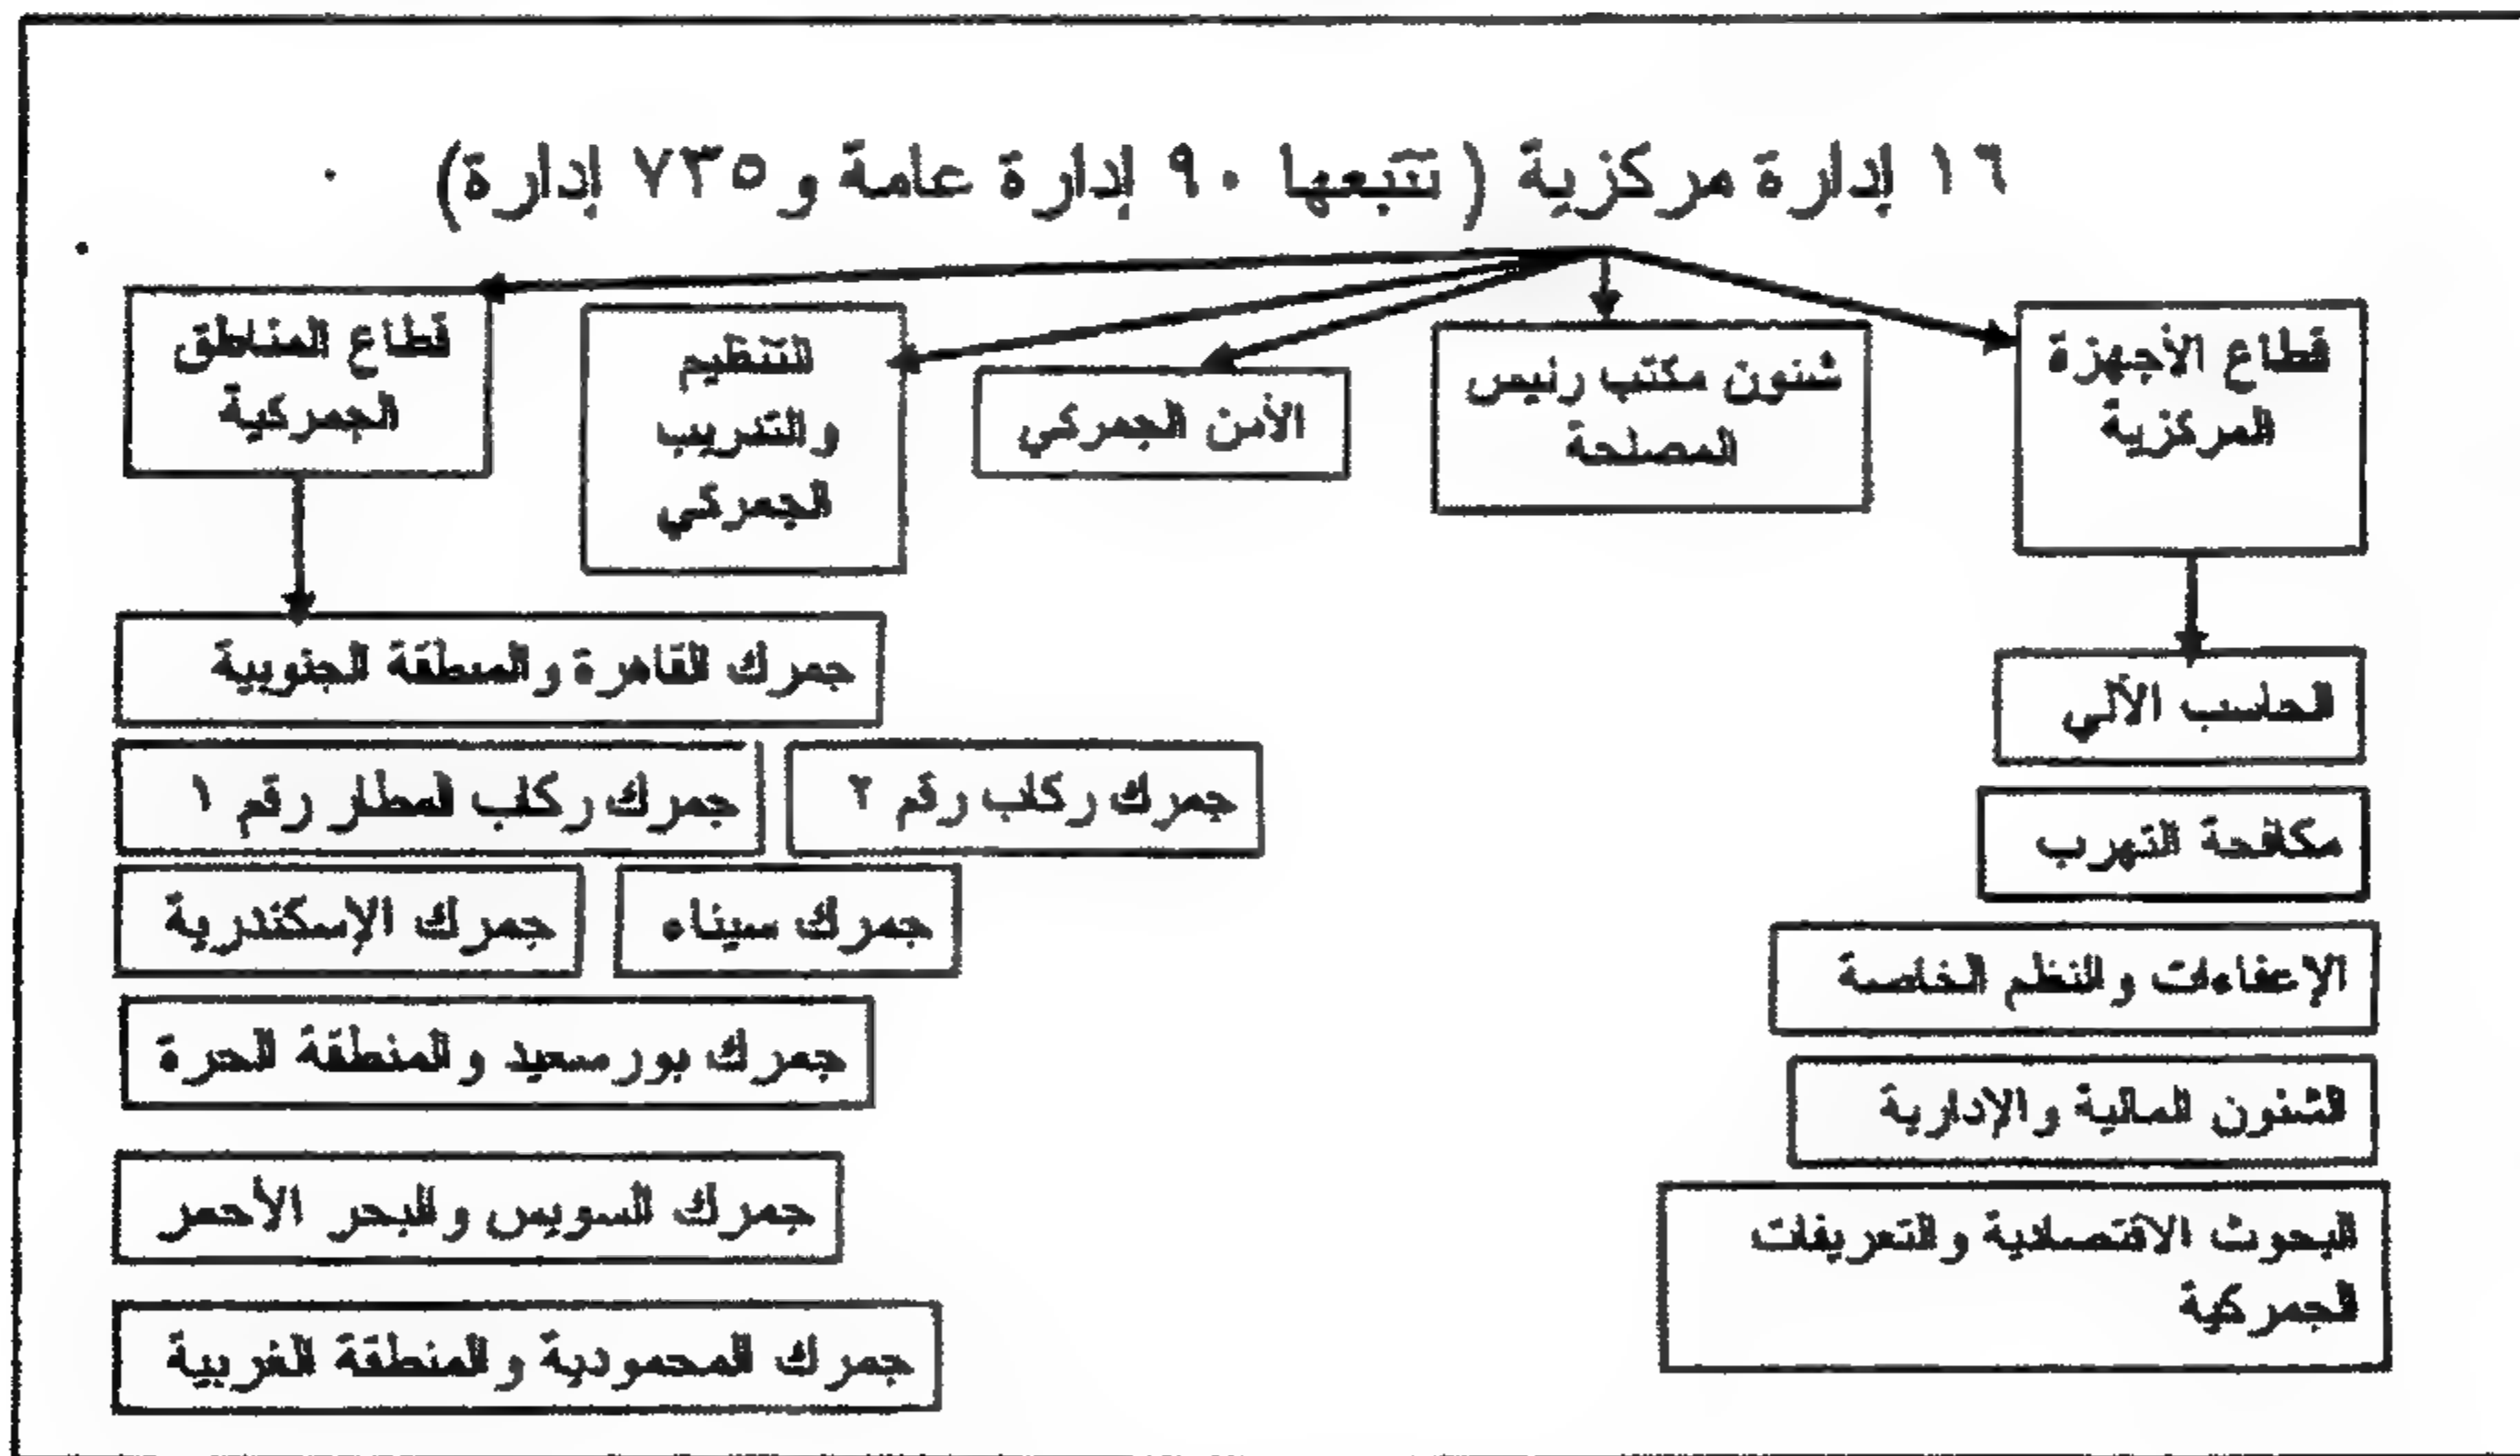 ١٦ إدارة مركزية (تتبعها ٩٠ إدارة عامة و ٧٣٥ إدارة)
قطاع الأجهزة
المركزية
شئون مكتب رئيس
المصلحة
الأمن الجمركي
التنظيم
والتدريب
الجمركي
قطاع المناطق
الجمركية
الحاسب الآلي
مكافحة التهرب
الإعفاءات والنظم الخاصة
الشئون المالية والإدارية
البحوث الاقتصادية والتعريفات
الجمركية
جمرك القاهرة والمنطقة الجنوبية
جمرك ركاب رقم ٢
جمرك ركاب المطار رقم ١
جمرك سيناء
جمرك الإسكندرية
جمرك بورسعيد والمنطقة الحرة
جمرك السويس والبحر الأحمر
جمرك المحمودية والمنطقة الغربية